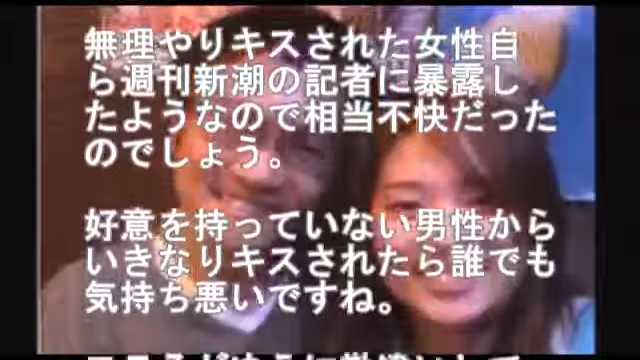 無理やりキスされた女性自
ら週刊新潮の記者に暴露し
たようなので相当不快だった
のでしょう。
好意を持っていない男性から
いきなりキスされたら誰でも
気持ち悪いですね。